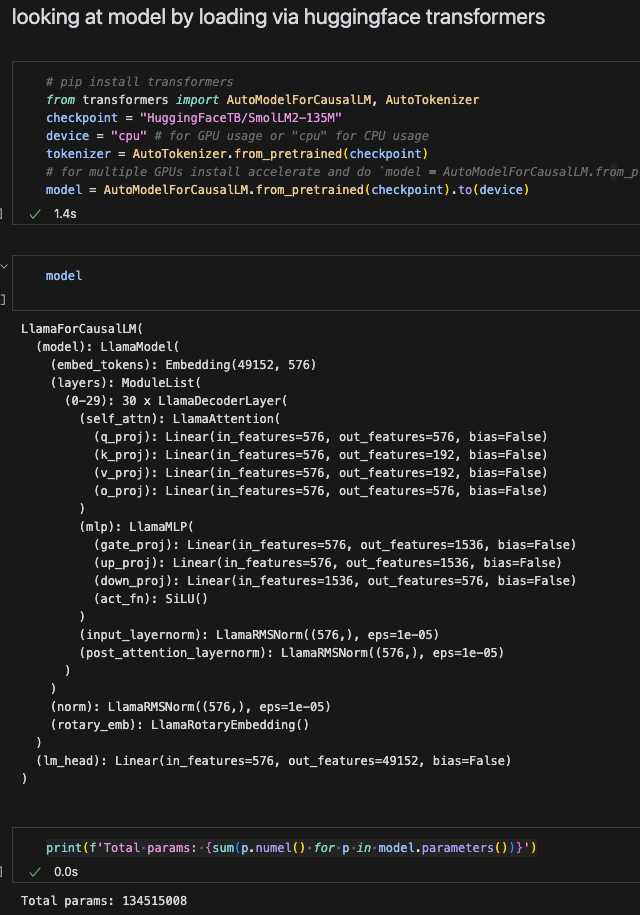 looking at model by loading via huggingface transformers
# pip install transformers
from transformers import AutoModelForCausalLM, AutoTokenizer
checkpoint = "HuggingFaceTB/SmolLM2-135M"
device = "cpu" # for GPU usage or "cpu" for CPU usage
tokenizer = AutoTokenizer.from_pretrained(checkpoint)
# for multiple GPUs install accelerate and do `model = AutoModelForCausalLM.from_p
model = AutoModelForCausalLM.from_pretrained(checkpoint).to(device)
] ✓ 1.4s
model
]
LlamaForCausalLM(
  (model): LlamaModel(
    (embed_tokens): Embedding(49152, 576)
    (layers): ModuleList(
      (0-29): 30 x LlamaDecoderLayer(
        (self_attn): LlamaAttention(
          (q_proj): Linear(in_features=576, out_features=576, bias=False)
          (k_proj): Linear(in_features=576, out_features=192, bias=False)
          (v_proj): Linear(in_features=576, out_features=192, bias=False)
          (o_proj): Linear(in_features=576, out_features=576, bias=False)
        )
        (mlp): LlamaMLP(
          (gate_proj): Linear(in_features=576, out_features=1536, bias=False)
          (up_proj): Linear(in_features=576, out_features=1536, bias=False)
          (down_proj): Linear(in_features=1536, out_features=576, bias=False)
          (act_fn): SiLU()
        )
        (input_layernorm): LlamaRMSNorm((576,), eps=1e-05)
        (post_attention_layernorm): LlamaRMSNorm((576,), eps=1e-05)
      )
    )
    (norm): LlamaRMSNorm((576,), eps=1e-05)
    (rotary_emb): LlamaRotaryEmbedding()
  )
  (lm_head): Linear(in_features=576, out_features=49152, bias=False)
)
print(f'Total params: {sum(p.numel() for p in model.parameters())}')
] ✓ 0.0s
Total params: 134515008